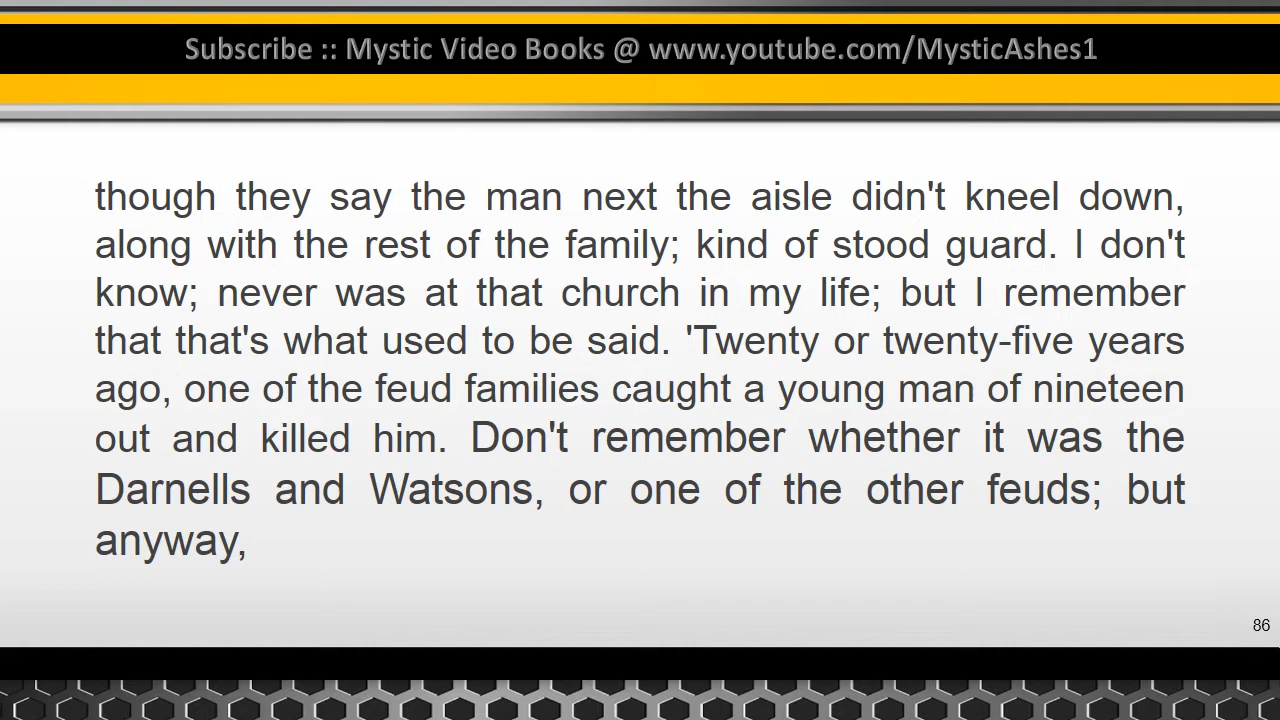 Subscribe :: Mystic Video Books @ www.youtube.com/MysticAshes1
though they say the man next the aisle didn't kneel down,
along with the rest of the family; kind of stood guard. I don't
know; never was at that church in my life; but I remember
that that's what used to be said. 'Twenty or twenty-five years
ago, one of the feud families caught a young man of nineteen
out and killed him. Don't remember whether it was the
Darnells and Watsons, or one of the other feuds; but
anyway,
86